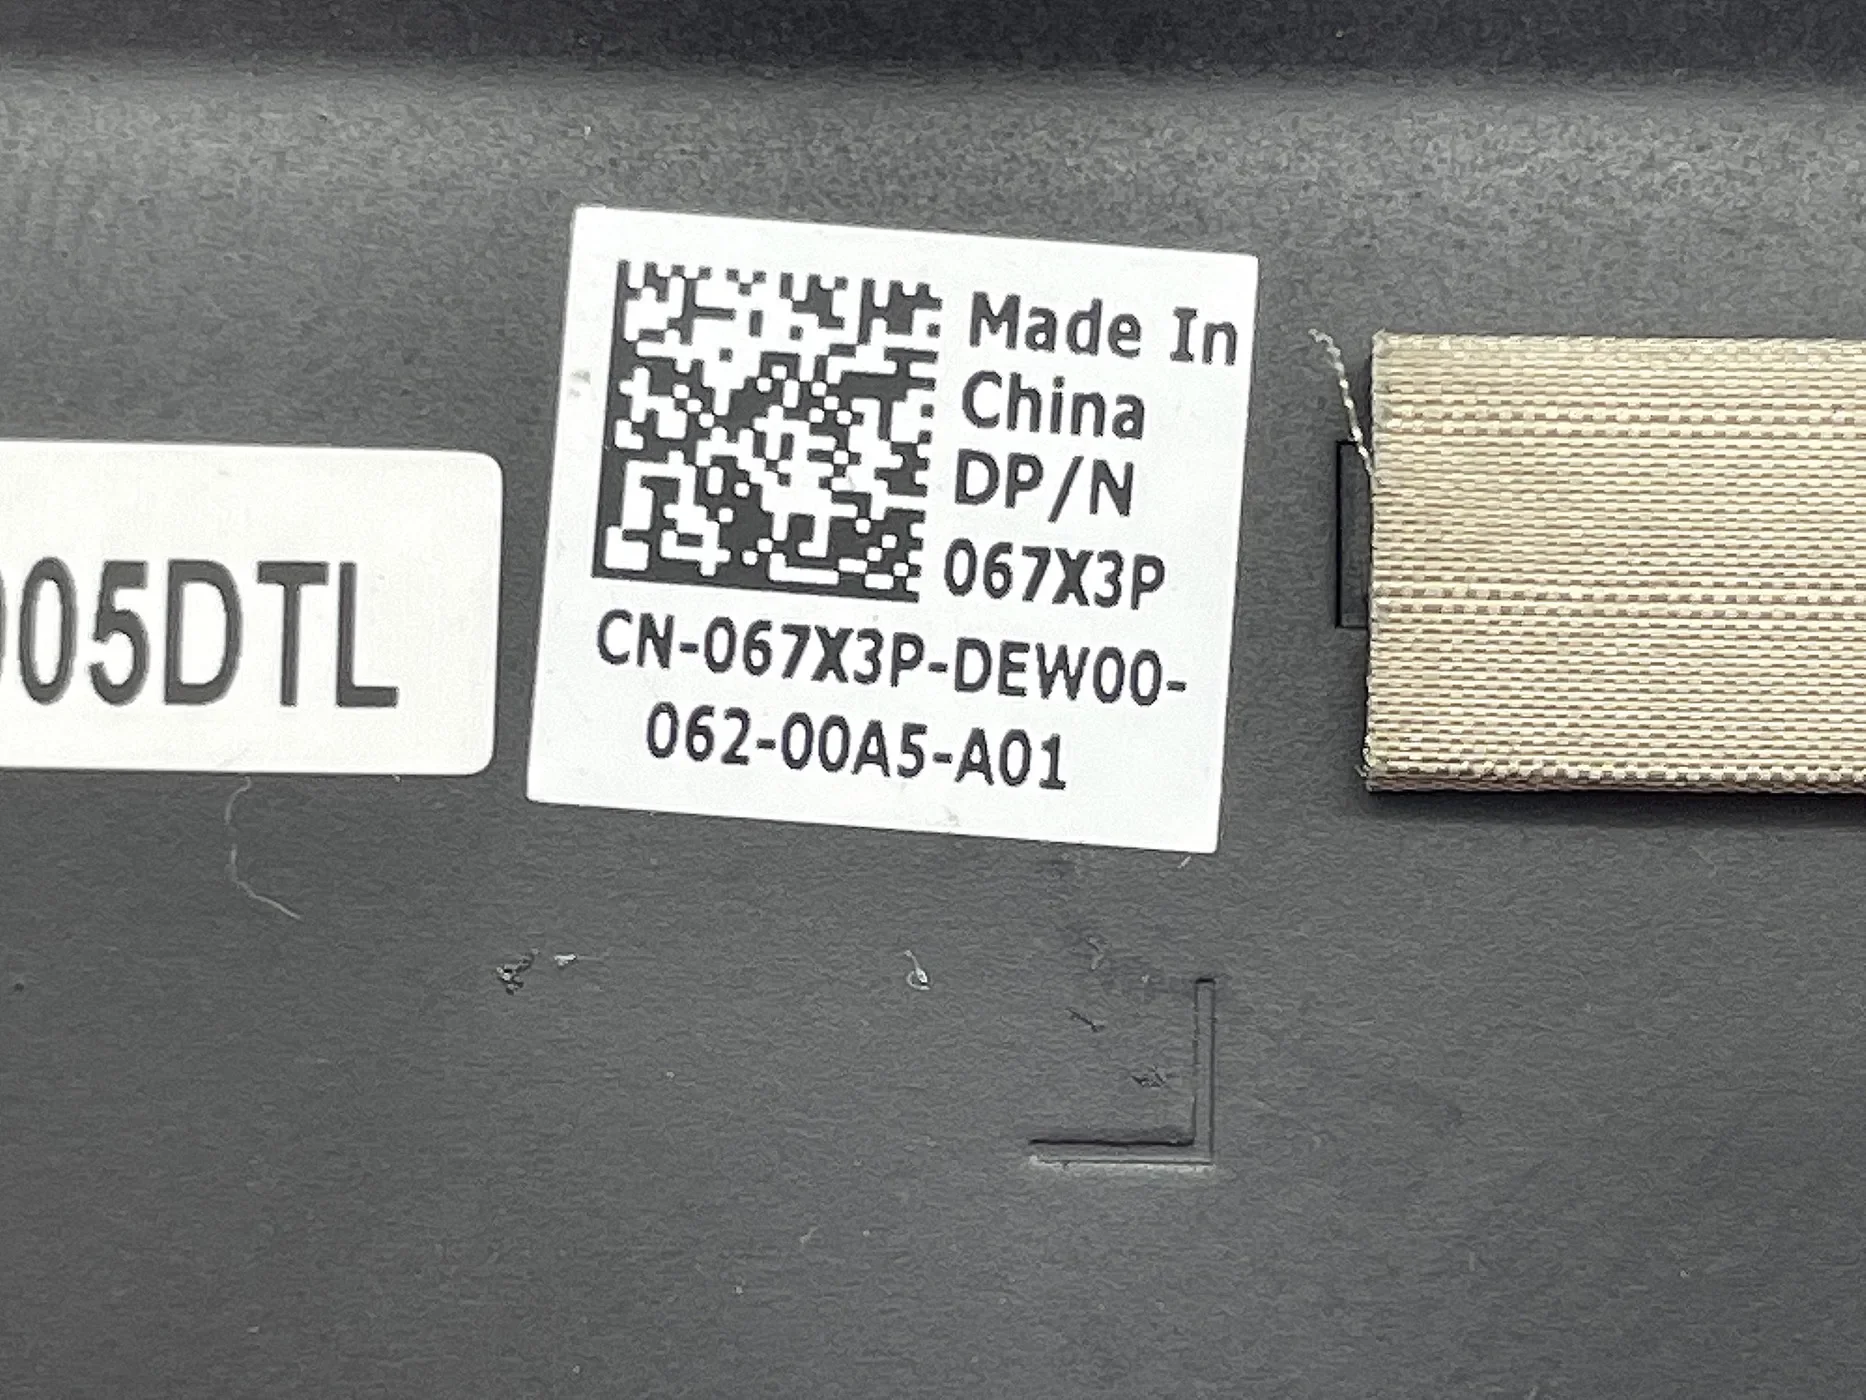 005DTL
Made In
China
DP/N
067X3P
CN-067X3P-DEW00-
062-00A5-A01